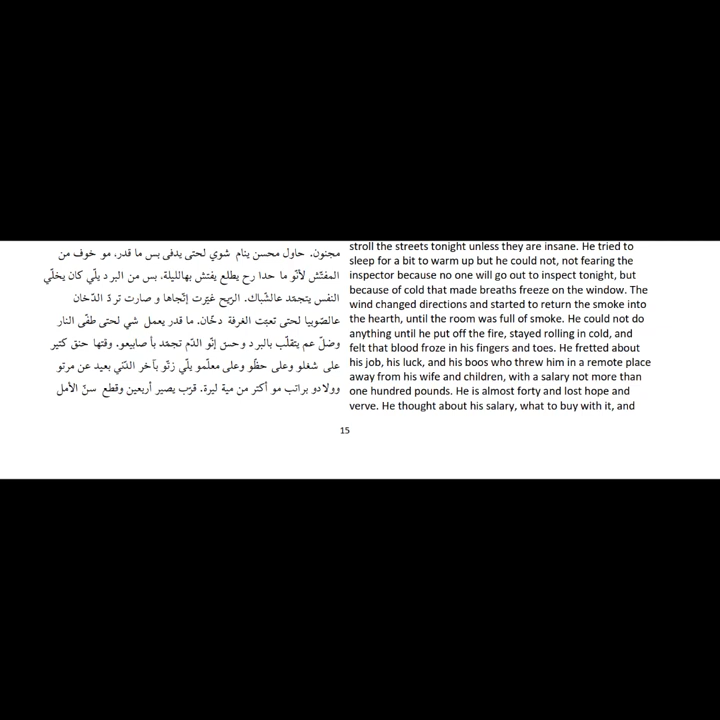 مجنون. حاول محسن ينام شوي لحتى يدفى بس ما قدر، مو خوف من
المفتّش لأنّو ما حدا رح يطلع يفتش بهالليلة. بس من البرد يلّي كان يخلّي
النفس يتجمّد عالشّباك. الرّيح غيّرت إتّجاها و صارت تردّ الدّخان
عالصّوبيا لحتى تعبّت الغرفة دخّان. ما قدر يعمل شي لحتى طفّى النار
وضلّ عم يتقلّب بالبرد وحسق إنّو الدّم تجمّد بأ صابيعو. وقتها حنق كتير
على شغلو وعلى حظّو وعلى معلّمو يلّي زتّو بآخر الدّني بعيد عن مرتو
وولادو براتب مو أكتر من مية ليرة. قرّب يصير أربعين وقطع سنّ الأمل
stroll the streets tonight unless they are insane. He tried to
sleep for a bit to warm up but he could not, not fearing the
inspector because no one will go out to inspect tonight, but
because of cold that made breaths freeze on the window. The
wind changed directions and started to return the smoke into
the hearth, until the room was full of smoke. He could not do
anything until he put off the fire, stayed rolling in cold, and
felt that blood froze in his fingers and toes. He fretted about
his job, his luck, and his boos who threw him in a remote place
away from his wife and children, with a salary not more than
one hundred pounds. He is almost forty and lost hope and
verve. He thought about his salary, what to buy with it, and
15